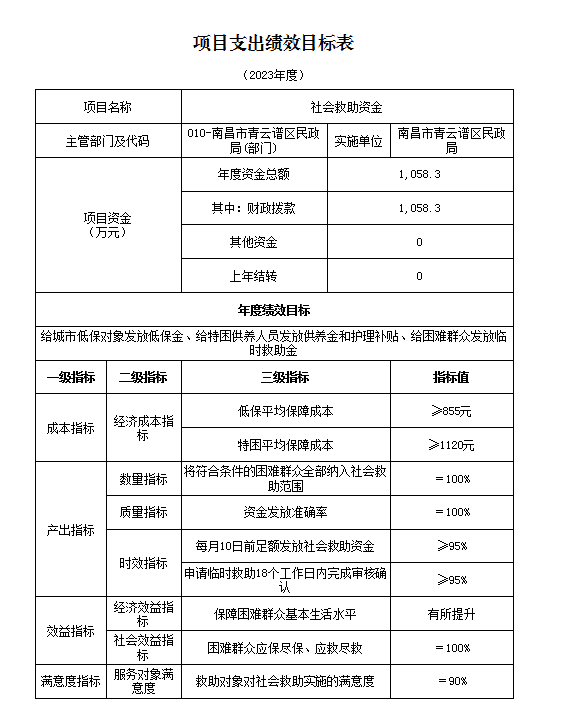 项目支出绩效目标表
（2023年度）
项目名称 社会救助资金
主管部门及代码 010-南昌市青云谱区民政局(部门) 实施单位 南昌市青云谱区民政局
项目资金
（万元）
年度资金总额 1,058.3
其中：财政拨款 1,058.3
其他资金 0
上年结转 0
年度绩效目标
给城市低保对象发放低保金、给特困供养人员发放供养金和护理补贴、给困难群众发放临
时救助金
一级指标 二级指标 三级指标 指标值
成本指标 经济成本指标 低保平均保障成本 ≥855元
特困平均保障成本 ≥1120元
产出指标 数量指标 将符合条件的困难群众全部纳入社会救助范围 ＝100%
质量指标 资金发放准确率 ＝100%
时效指标 每月10日前足额发放社会救助资金 ≥95%
申请临时救助18个工作日内完成审核确认 ≥95%
效益指标 经济效益指标 保障困难群众基本生活水平 有所提升
社会效益指标 困难群众应保尽保、应救尽救 ＝100%
满意度指标 服务对象满意度 救助对象对社会救助实施的满意度 ＝90%